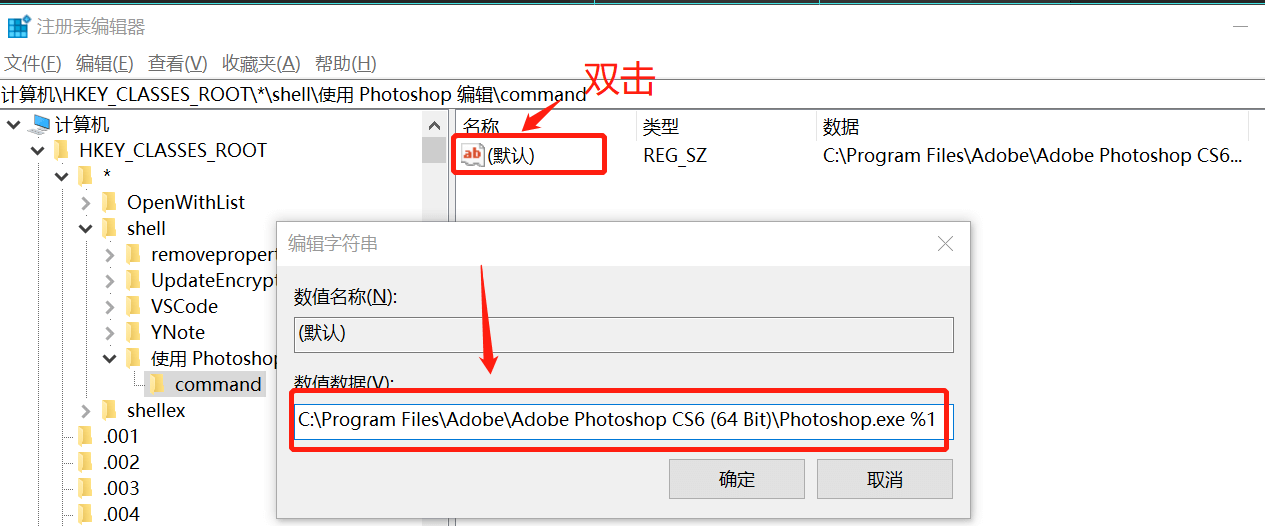 注册表编辑器
文件(F) 编辑(E) 查看(V) 收藏夹(A) 帮助(H)
双击
计算机\HKEY_CLASSES_ROOT\*\shell\使用 Photoshop 编辑\command
计算机
HKEY_CLASSES_ROOT
*
OpenWithList
shell
removepropert
UpdateEncrypt
VSCode
YNote
使用 Photoshop
command
shellex
.001
.002
.003
.004
名称 类型 数据
(默认) REG_SZ C:\Program Files\Adobe\Adobe Photoshop CS6...
编辑字符串
数值名称(N):
(默认)
数值数据(V):
C:\Program Files\Adobe\Adobe Photoshop CS6 (64 Bit)\Photoshop.exe %1
确定 取消